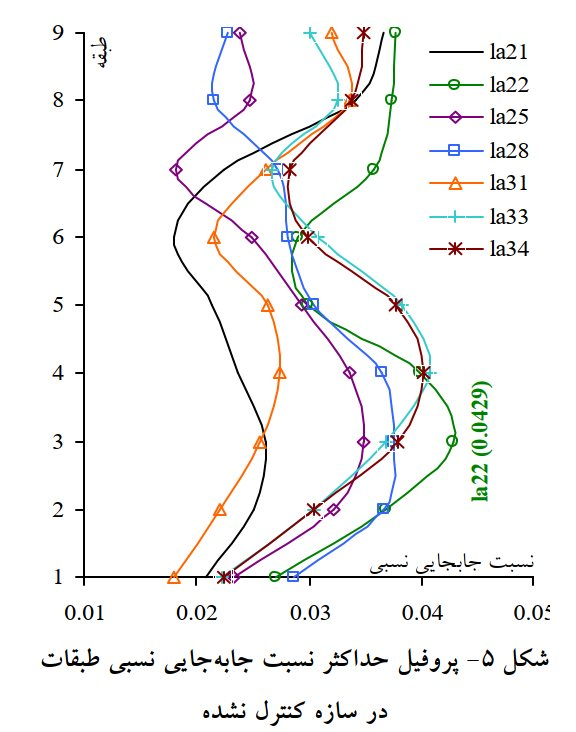 9
8
7
6
5
4
3
2
1
طبقه
la21
la22
la25
la28
la31
la33
la34
la22 (0.0429)
نسبت جابجایی نسبی
0.01
0.02
0.03
0.04
0.05
شکل ۵- پروفیل حداکثر نسبت جابه‌جایی نسبی طبقات
در سازه کنترل نشده